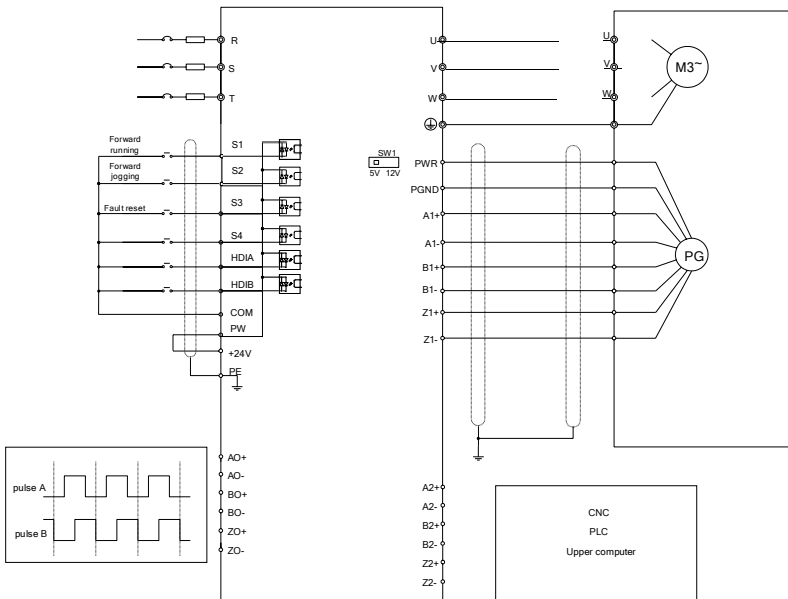 R
S
T
U
V
W
U
V
W
M3~
Forward
running
S1
Forward
jogging
S2
Fault reset
S3
S4
HDIA
HDIB
COM
PW
+24V
PE
SW1
5V 12V
PWR
PGND
A1+
A1-
B1+
B1-
Z1+
Z1-
PG
AO+
AO-
BO+
BO-
ZO+
ZO-
pulse A
pulse B
A2+
A2-
B2+
B2-
Z2+
Z2-
CNC
PLC
Upper computer